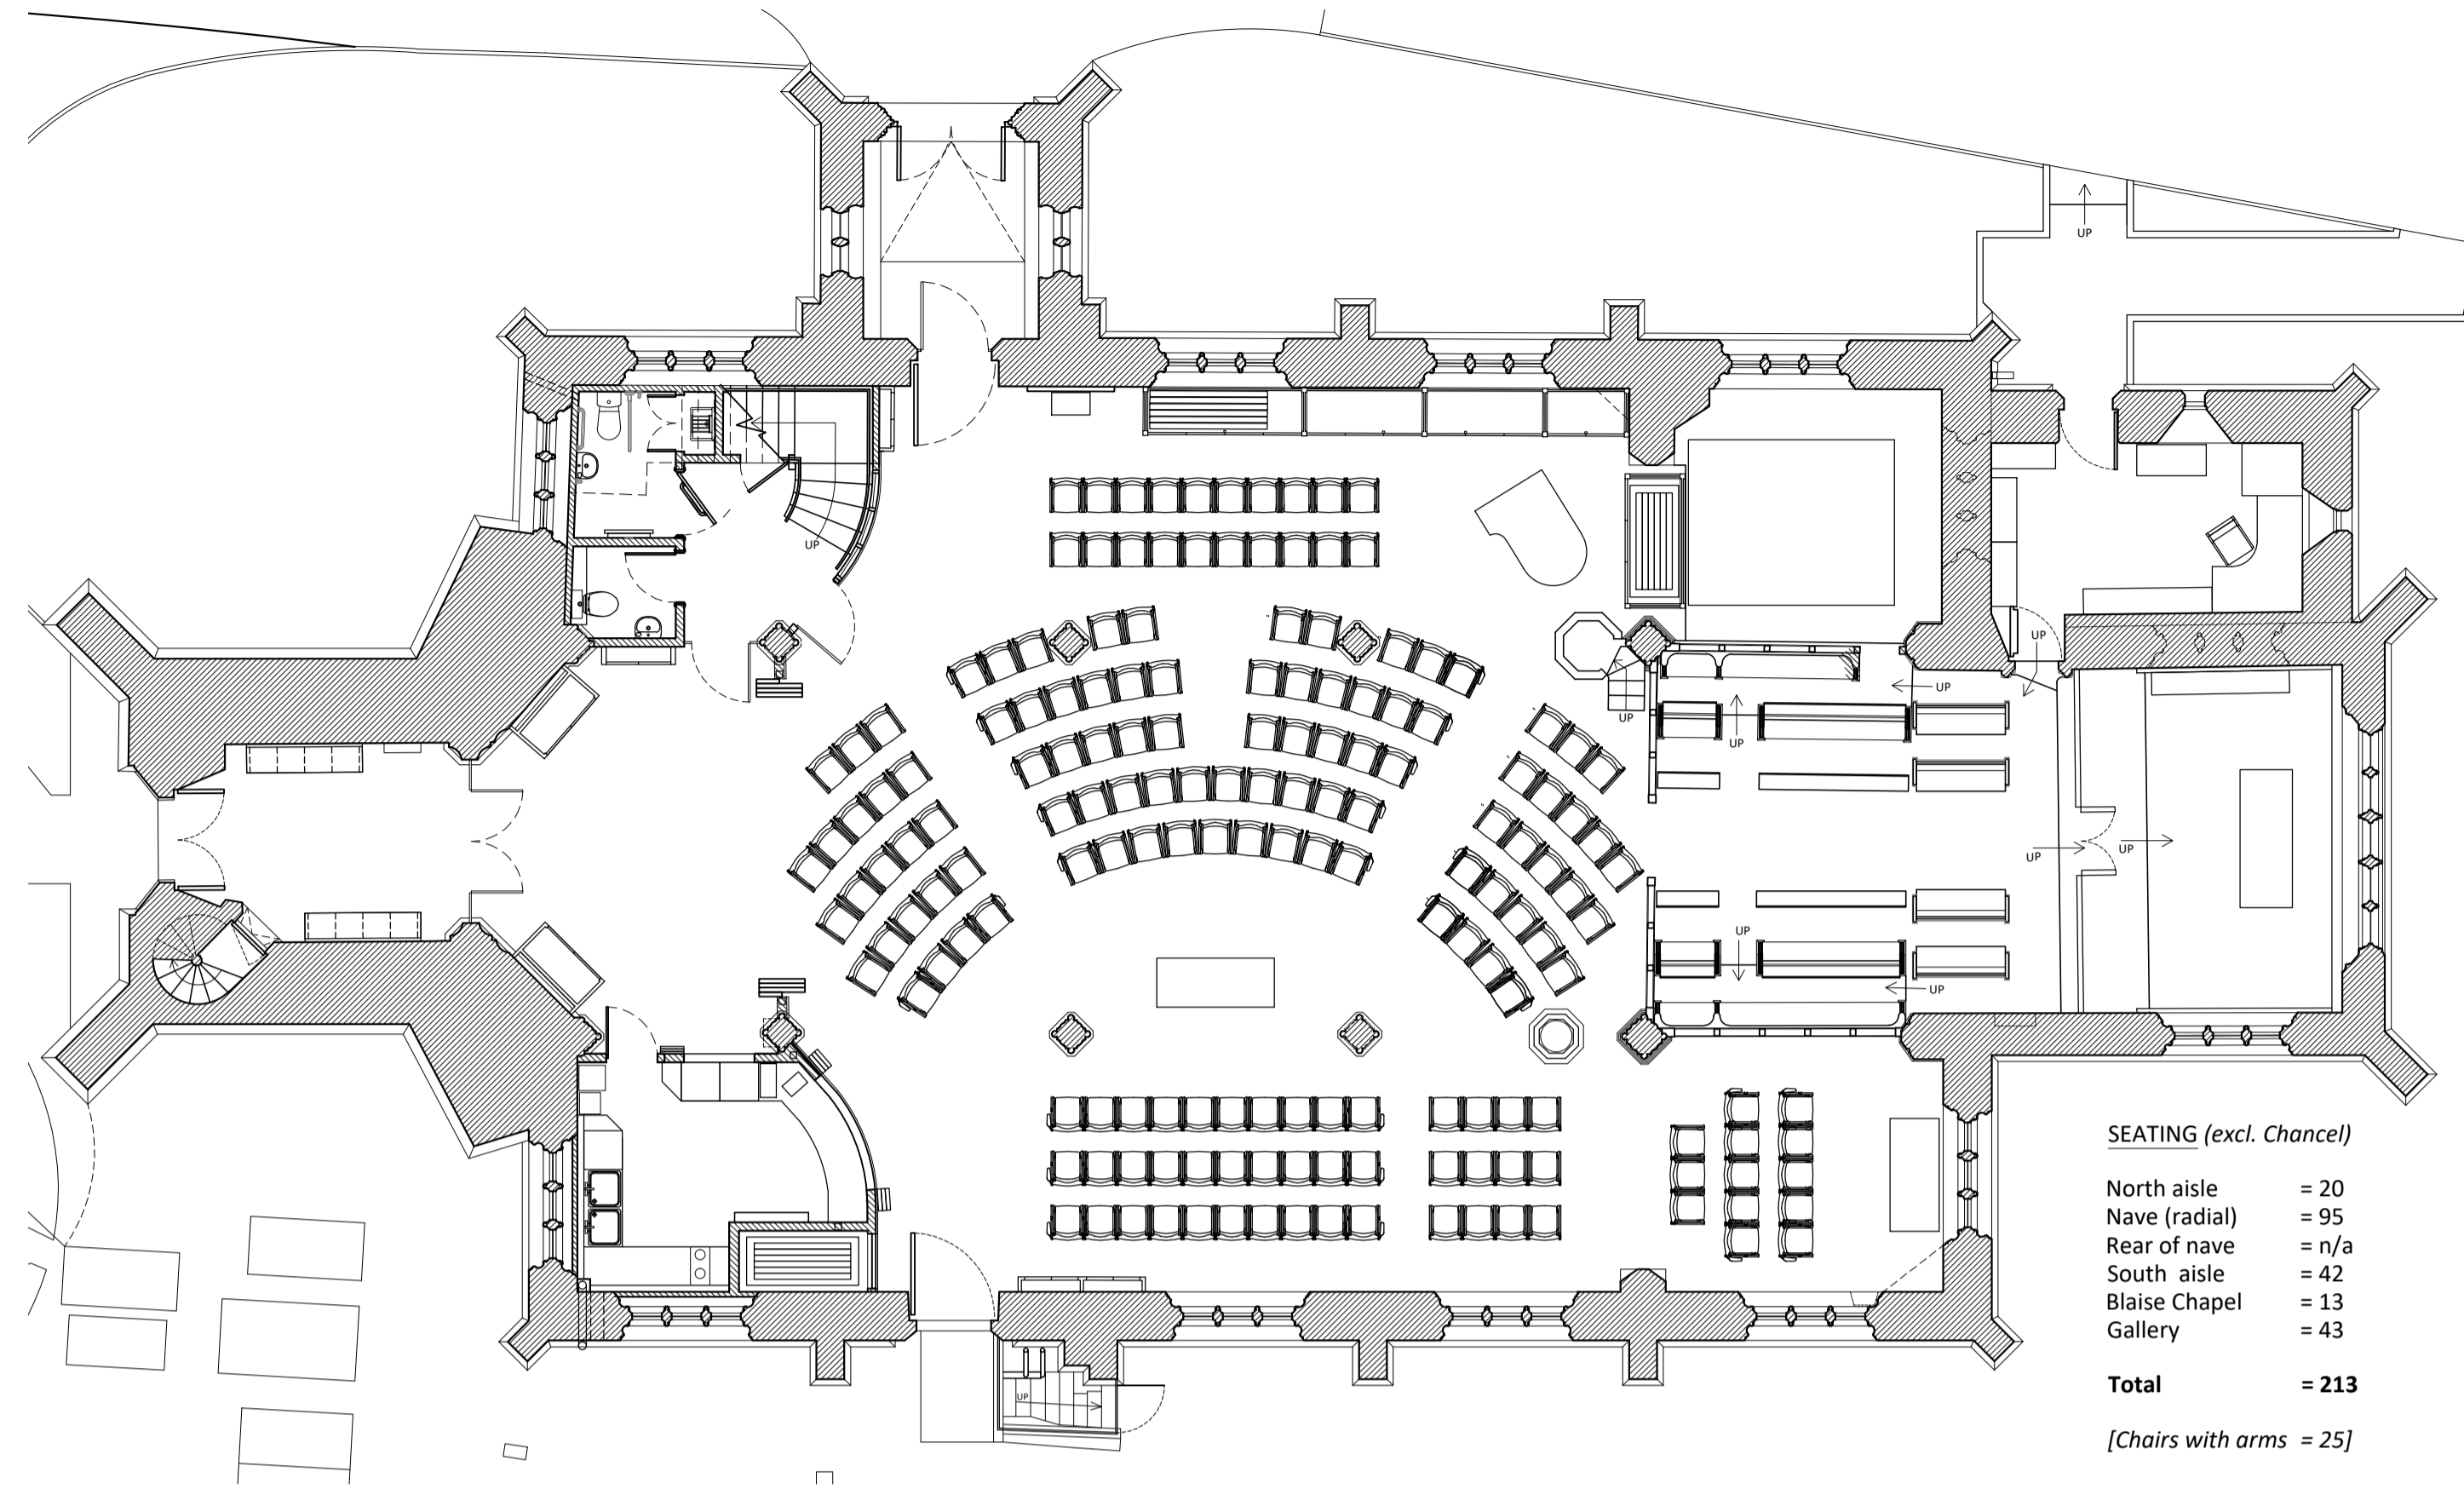 UP
UP
UP
UP
UP
UP
UP
UP
UP
UP
UP
UP
SEATING (excl. Chancel)
North aisle = 20
Nave (radial) = 95
Rear of nave = n/a
South aisle = 42
Blaise Chapel = 13
Gallery = 43
Total = 213
[Chairs with arms = 25]